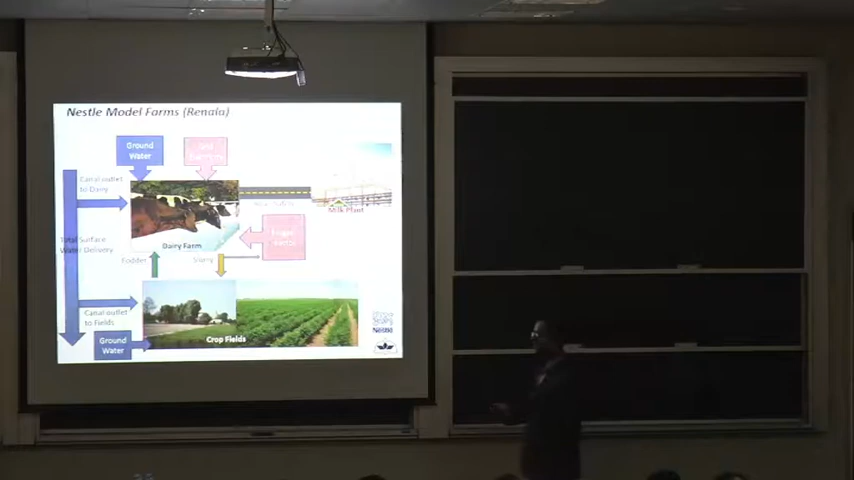 Nestle Model Farms (Renala)
Ground
Water
Canal outlet
to Dairy
Milk Plant
Total Surface
Water Delivery
Dairy Farm
Fodder
Slurry
Canal outlet
to Fields
Crop Fields
Ground
Water
Nestle